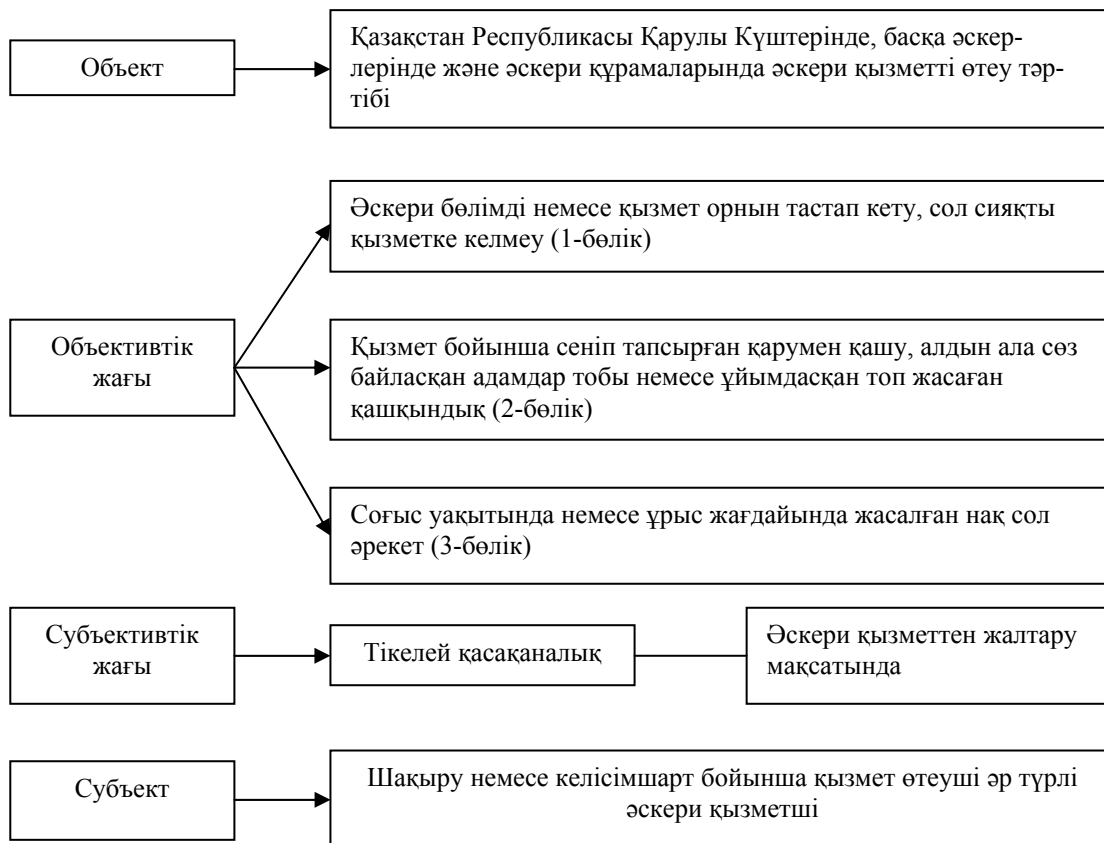 Объект
Қазақстан Республикасы Қарулы Күштерінде, басқа әскер-
лерінде және әскери құрамаларында әскери қызметті өтеу тәр-
тібі
Әскери бөлімді немесе қызмет орнын тастап кету, сол сияқты
қызметке келмеу (1-бөлік)
Объективтік
жағы
Қызмет бойынша сеніп тапсырған қарумен қашу, алдын ала сөз
байласқан адамдар тобы немесе ұйымдасқан топ жасаған
қашқындық (2-бөлік)
Соғыс уақытында немесе ұрыс жағдайында жасалған нақ сол
әрекет (3-бөлік)
Субъективтік
жағы
Тікелей қасақаналық
Әскери қызметтен жалтару
мақсатында
Субъект
Шақыру немесе келісімшарт бойынша қызмет өтеуші әр түрлі
әскери қызметші